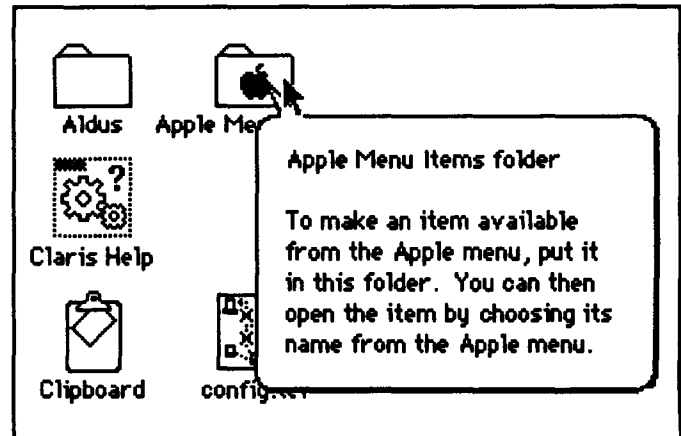 Aldus
Apple Me
Apple Menu Items folder
To make an item available
from the Apple menu, put it
in this folder. You can then
open the item by choosing its
name from the Apple menu.
?
Claris Help
Clipboard